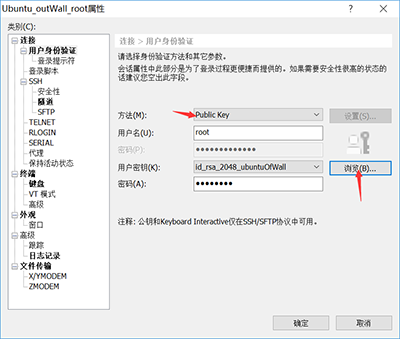 Ubuntu_outWall_root属性
类别(C):
连接
用户身份验证
登录提示符
登录脚本
SSH
安全性
隧道
SFTP
TELNET
RLOGIN
SERIAL
代理
保持活动状态
终端
键盘
VT 模式
高级
外观
窗口
高级
跟踪
日志记录
文件传输
X/YMODEM
ZMODEM
连接 > 用户身份验证
请选择身份验证方法和其它参数。
会话属性中此部分是为了登录过程更便捷而提供的。如果需要安全性很高的状态的
话建议您空出此字段。
方法(M):
Public Key
设置(S)...
用户名(U):
root
密码(P):
用户密钥(K):
id_rsa_2048_ubuntuOfWall
浏览(B)...
密码(A):
注释: 公钥和Keyboard Interactive仅在SSH/SFTP协议中可用。
确定
取消